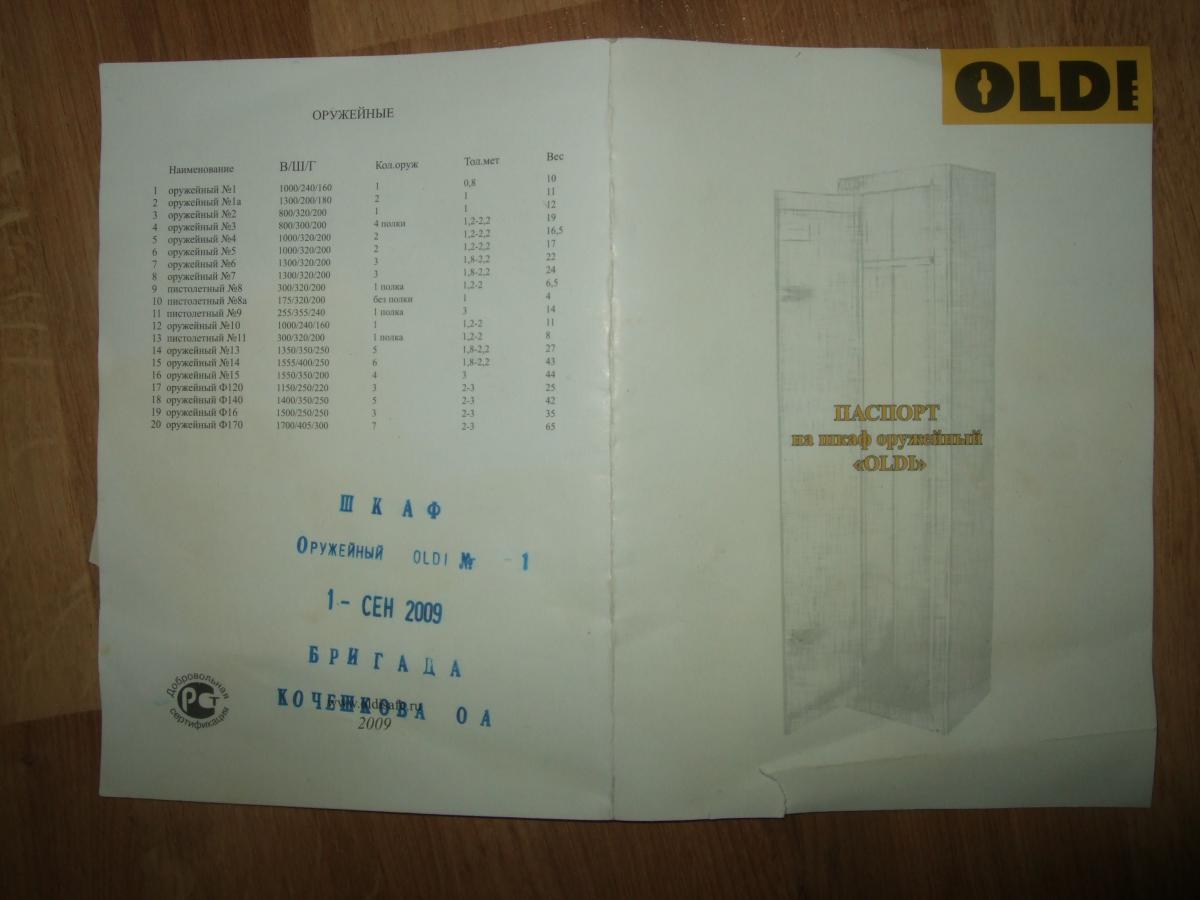 ОРУЖЕЙНЫЕ
Наименование В/Ш/Г Кол.оруж Тол.мет Вес
1 оружейный №1 1000/240/160 1 0,8 10
2 оружейный №1а 1300/200/180 2 1 11
3 оружейный №2 800/320/200 1 1 12
4 оружейный №3 800/300/200 4 полки 1,2-2,2 19
5 оружейный №4 1000/320/200 2 1,2-2,2 16,5
6 оружейный №5 1000/320/200 2 1,2-2,2 17
7 оружейный №6 1300/320/200 3 1,8-2,2 22
8 оружейный №7 1300/320/200 3 1,8-2,2 24
9 пистолетный №8 300/320/200 1 полка 1,2-2 6,5
10 пистолетный №8а 175/320/200 без полки 1 4
11 пистолетный №9 255/355/240 1 полка 3 14
12 оружейный №10 1000/240/160 1 1,2-2 11
13 пистолетный №11 300/320/200 1 полка 1,2-2 8
14 оружейный №13 1350/350/250 5 1,8-2,2 27
15 оружейный №14 1555/400/250 6 1,8-2,2 43
16 оружейный №15 1550/350/200 4 3 44
17 оружейный Ф120 1150/250/220 3 2-3 25
18 оружейный Ф140 1400/350/250 5 2-3 42
19 оружейный Ф16 1500/250/250 3 2-3 35
20 оружейный Ф170 1700/405/300 7 2-3 65
ШКАФ
ОРУЖЕЙНЫЙ OLDI № -1
1- СЕН 2009
БРИГАДА
КОЧЕШКОВА О А
www.oldisafe.ru
2009
Добровольная
РСТ
сертификация
OLDI
ПАСПОРТ
на шкаф оружейный
«OLDI»